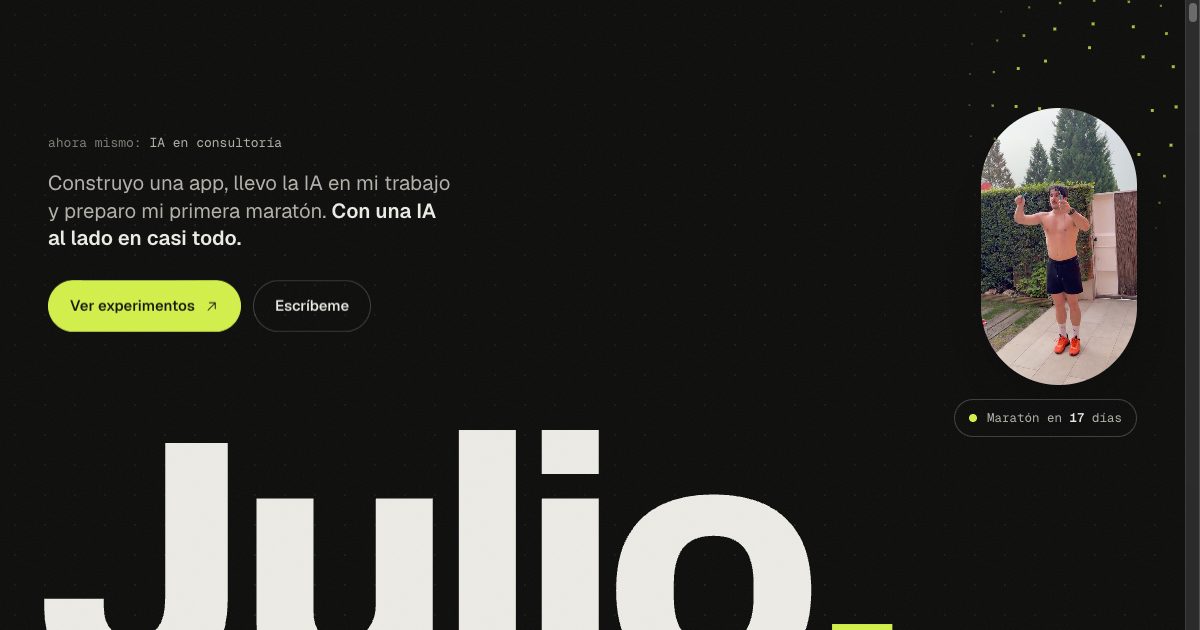 ahora mismo: IA en consultoría
Construyo una app, llevo la IA en mi trabajo
y preparo mi primera maratón. Con una IA
al lado en casi todo.
Ver experimentos ↗
Escríbeme
Maratón en 17 días
Julio.